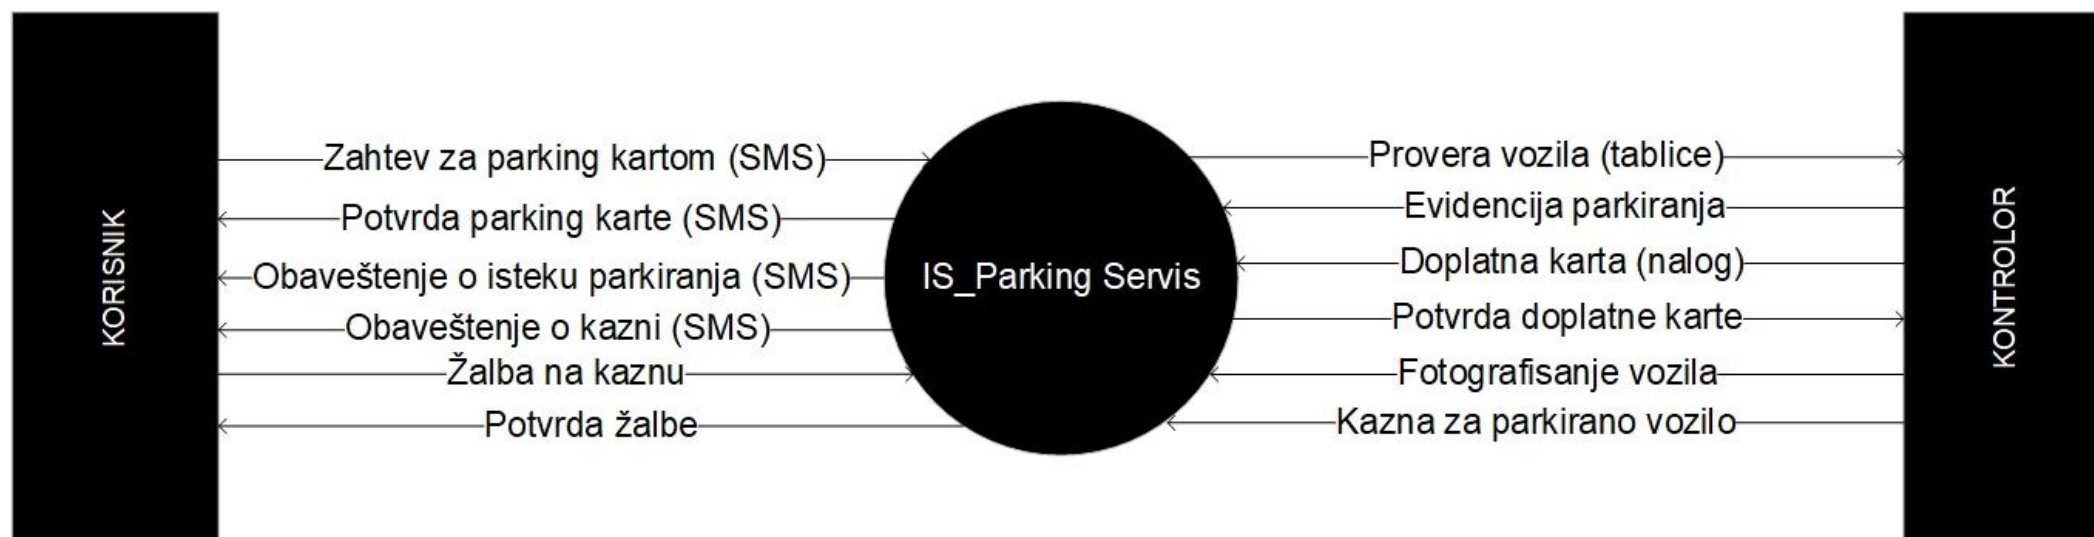 KORISNIK
Zahtev za parking kartom (SMS)
Potvrda parking karte (SMS)
Obaveštenje o isteku parkiranja (SMS)
Obaveštenje o kazni (SMS)
Žalba na kaznu
Potvrda žalbe
IS_Parking Servis
Provera vozila (tablice)
Evidencija parkiranja
Doplatna karta (nalog)
Potvrda doplatne karte
Fotografisanje vozila
Kazna za parkirano vozilo
KONTROLOR